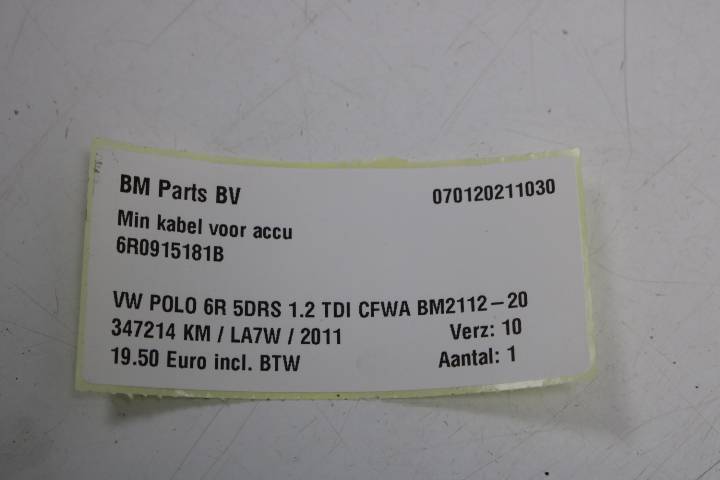 BM Parts BV 070120211030
Min kabel voor accu
6R0915181B
VW POLO 6R 5DRS 1.2 TDI CFWA BM2112-20
347214 KM / LA7W / 2011 Verz: 10
19.50 Euro incl. BTW Aantal: 1